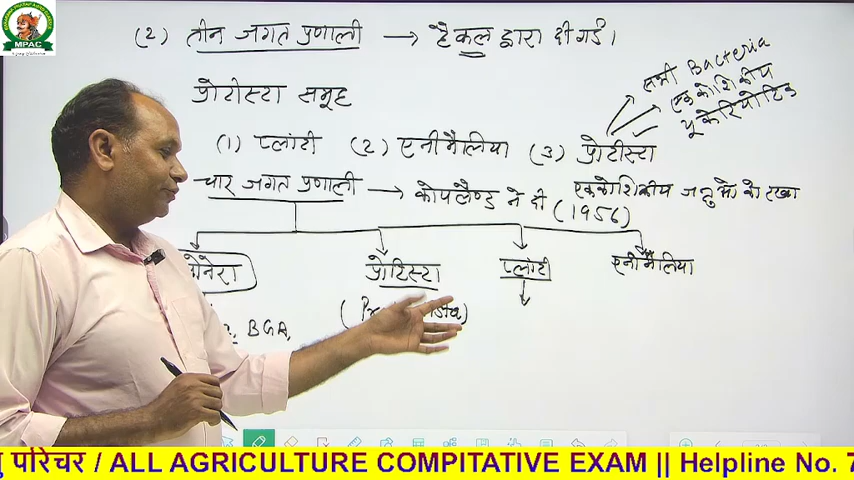 MPAC
(2) तीन जगत प्रणाली → हैकल द्वारा दी गई।
प्रोटीस्टा समूह
सभी Bacteria
एककोशिकीय
यूकेरियोटिक
(1) प्लांटी (2) एनीमैलिया (3) प्रोटीस्टा
एककोशिकीय जन्तुओ को रखा
चार जगत प्रणाली → कोपलैण्ड ने दी (1956)
मोनेरा प्रोटिस्टा प्लांटी एनीमैलिया
BGA,
परिचर / ALL AGRICULTURE COMPITATIVE EXAM || Helpline No. 7